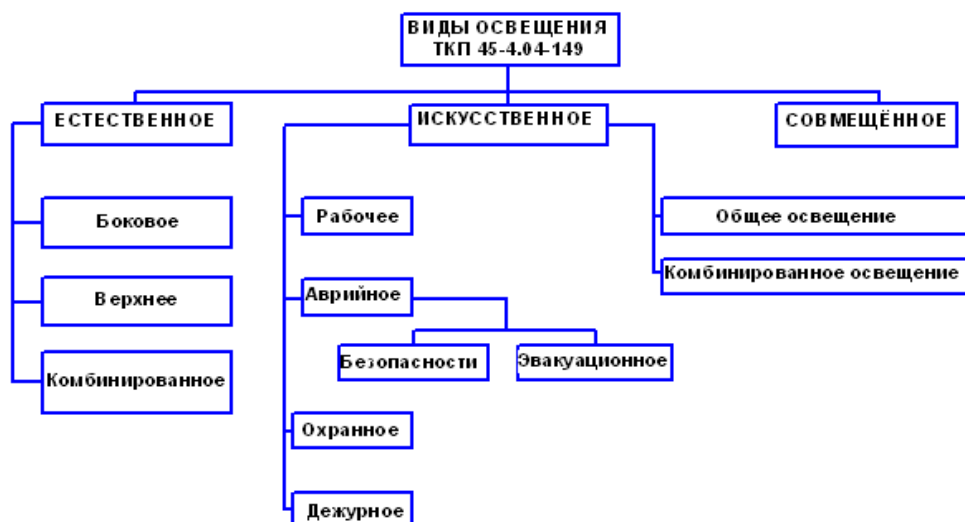 ВИДЫ ОСВЕЩЕНИЯ
ТКП 45-4.04-149
ЕСТЕСТВЕННОЕ
ИСКУССТВЕННОЕ
СОВМЕЩЁННОЕ
Боковое
Верхнее
Комбинированное
Рабочее
Аврийное
Безопасности
Эвакуационное
Охранное
Дежурное
Общее освещение
Комбинированное освещение